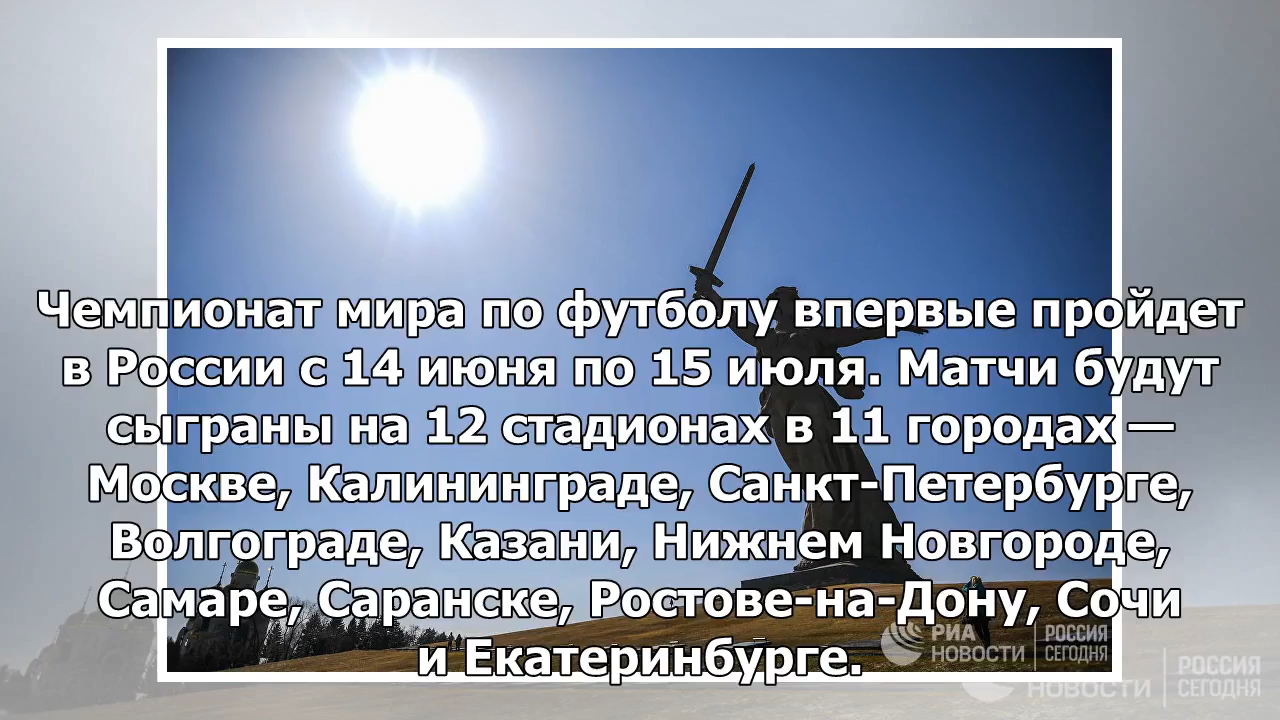 Чемпионат мира по футболу впервые пройдет
в России с 14 июня по 15 июля. Матчи будут
сыграны на 12 стадионах в 11 городах —
Москве, Калининграде, Санкт-Петербурге,
Волгограде, Казани, Нижнем Новгороде,
Самаре, Саранске, Ростове-на-Дону, Сочи
и Екатеринбурге.
РИА
НОВОСТИ
РОССИЯ
СЕГОДНЯ
НОВОСТИ
РОССИЯ
СЕГОДНЯ